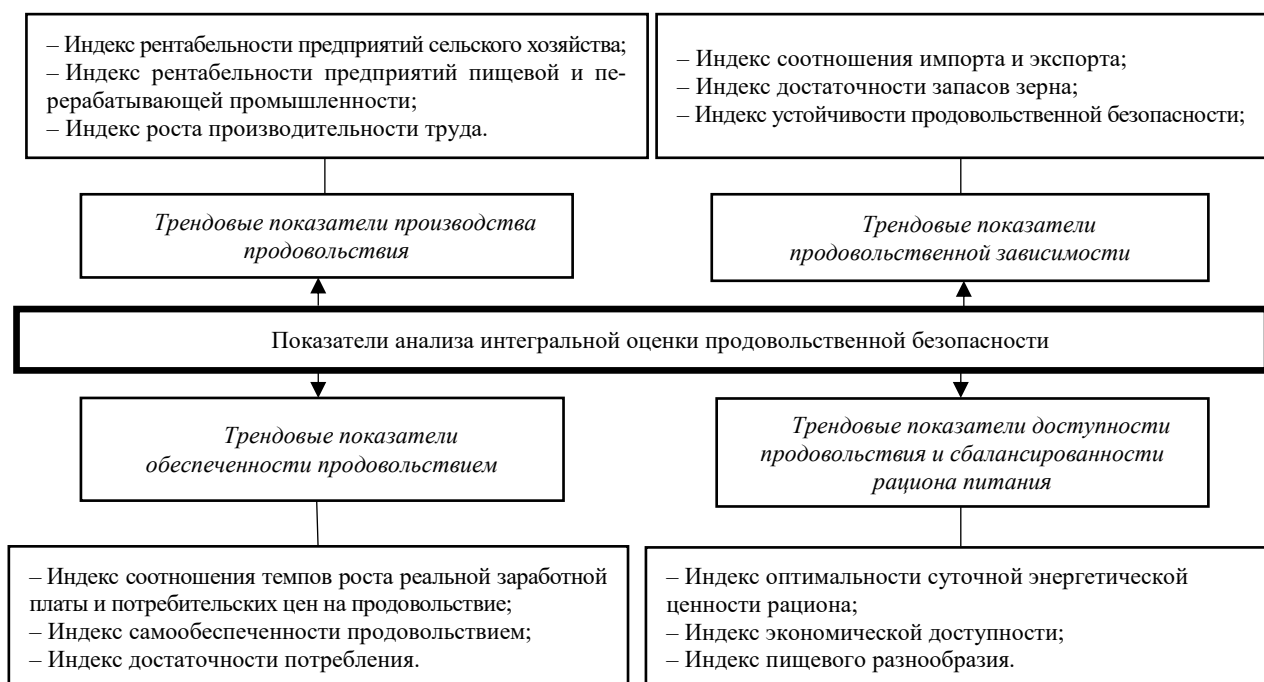 – Индекс рентабельности предприятий сельского хозяйства;
– Индекс рентабельности предприятий пищевой и пе-
рерабатывающей промышленности;
– Индекс роста производительности труда.
– Индекс соотношения импорта и экспорта;
– Индекс достаточности запасов зерна;
– Индекс устойчивости продовольственной безопасности;
Трендовые показатели производства
продовольствия
Трендовые показатели
продовольственной зависимости
Показатели анализа интегральной оценки продовольственной безопасности
Трендовые показатели
обеспеченности продовольствием
Трендовые показатели доступности
продовольствия и сбалансированности
рациона питания
– Индекс соотношения темпов роста реальной заработной
платы и потребительских цен на продовольствие;
– Индекс самообеспеченности продовольствием;
– Индекс достаточности потребления.
– Индекс оптимальности суточной энергетической
ценности рациона;
– Индекс экономической доступности;
– Индекс пищевого разнообразия.